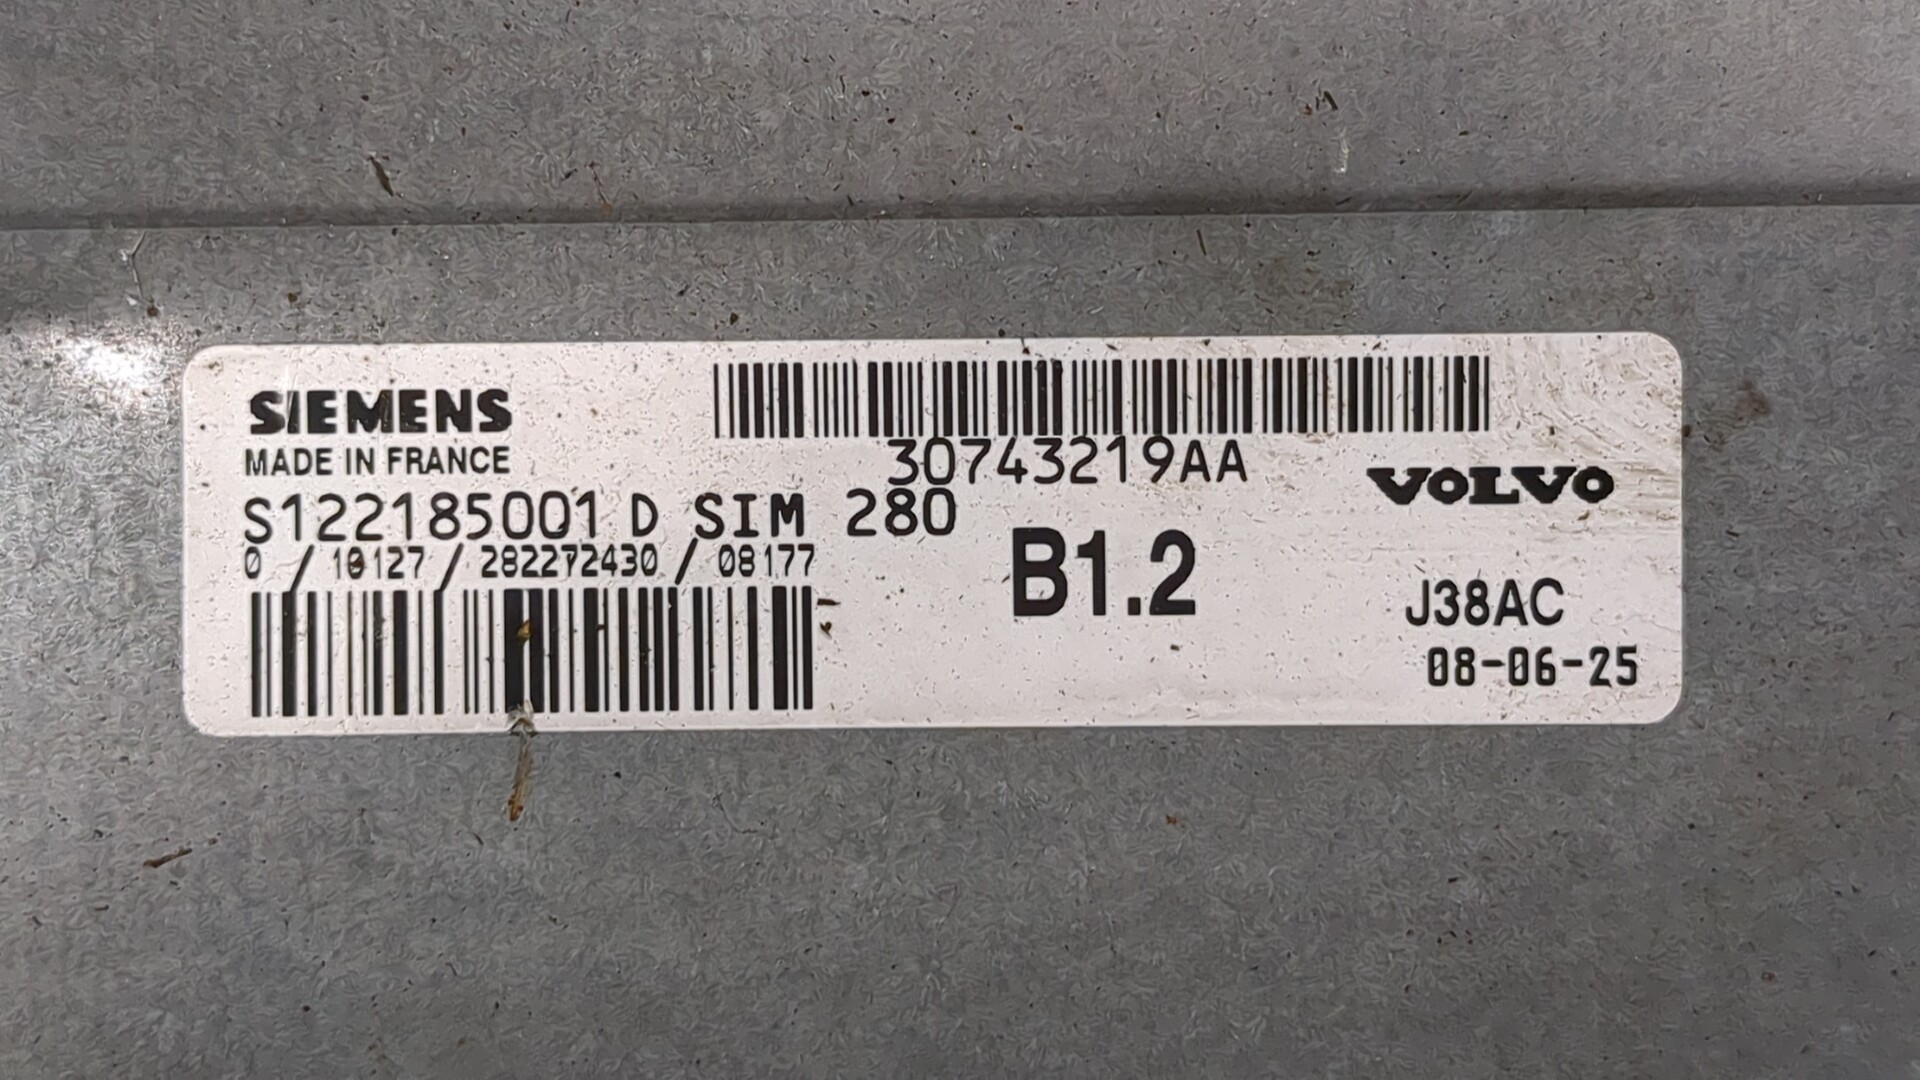 SIEMENS
MADE IN FRANCE
30743219AA
VOLVO
S122185001 D SIM 280
0 / 10127 / 282272430 / 08177
B1.2
J38AC
08-06-25